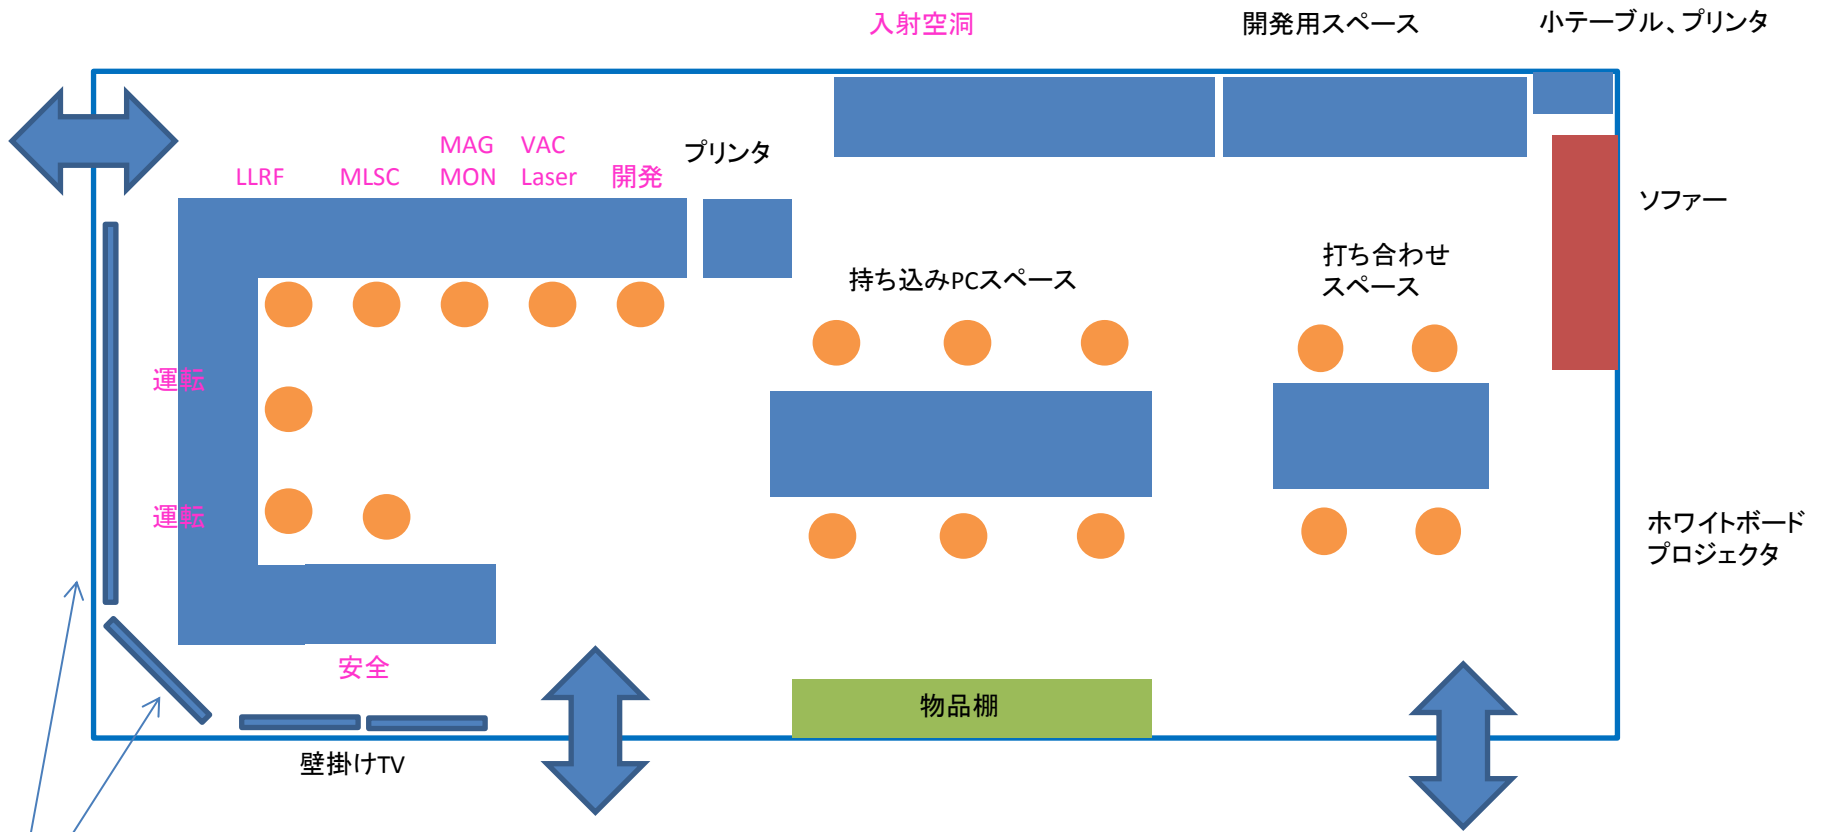 入射空洞
開発用スペース
小テーブル、プリンタ
MAG
MON
VAC
Laser
プリンタ
LLRF
MLSC
開発
ソファー
持ち込みPCスペース
打ち合わせ
スペース
運転
運転
ホワイトボード
プロジェクタ
安全
物品棚
壁掛けTV